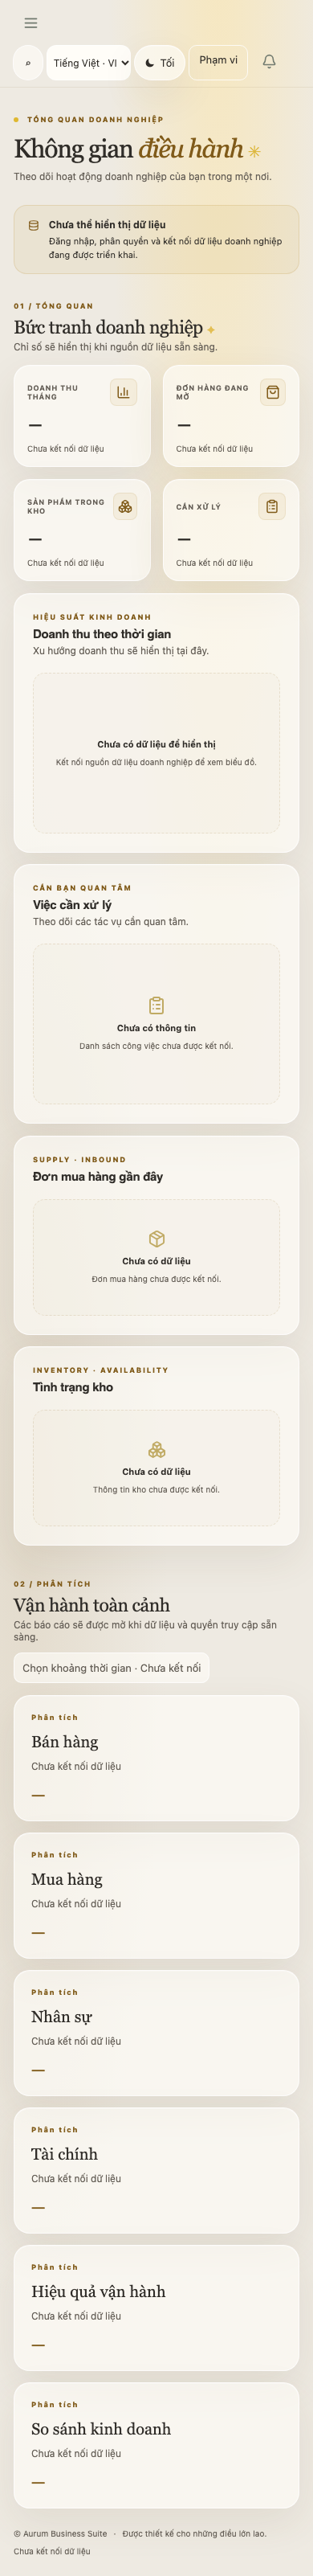 Tiếng Việt · VI
Tối
Phạm vi
TỔNG QUAN DOANH NGHIỆP
Không gian điều hành
Theo dõi hoạt động doanh nghiệp của bạn trong một nơi.
Chưa thể hiển thị dữ liệu
Đăng nhập, phân quyền và kết nối dữ liệu doanh nghiệp
đang được triển khai.
01 / TỔNG QUAN
Bức tranh doanh nghiệp
Chỉ số sẽ hiển thị khi nguồn dữ liệu sẵn sàng.
DOANH THU
THÁNG
—
Chưa kết nối dữ liệu
ĐƠN HÀNG ĐANG
MỞ
—
Chưa kết nối dữ liệu
SẢN PHẨM TRONG
KHO
—
Chưa kết nối dữ liệu
CẦN XỬ LÝ
—
Chưa kết nối dữ liệu
HIỆU SUẤT KINH DOANH
Doanh thu theo thời gian
Xu hướng doanh thu sẽ hiển thị tại đây.
Chưa có dữ liệu để hiển thị
Kết nối nguồn dữ liệu doanh nghiệp để xem biểu đồ.
CẦN BẠN QUAN TÂM
Việc cần xử lý
Theo dõi các tác vụ cần quan tâm.
Chưa có thông tin
Danh sách công việc chưa được kết nối.
SUPPLY · INBOUND
Đơn mua hàng gần đây
Chưa có dữ liệu
Đơn mua hàng chưa được kết nối.
INVENTORY · AVAILABILITY
Tình trạng kho
Chưa có dữ liệu
Thông tin kho chưa được kết nối.
02 / PHÂN TÍCH
Vận hành toàn cảnh
Các báo cáo sẽ được mở khi dữ liệu và quyền truy cập sẵn
sàng.
Chọn khoảng thời gian · Chưa kết nối
Phân tích
Bán hàng
Chưa kết nối dữ liệu
—
Phân tích
Mua hàng
Chưa kết nối dữ liệu
—
Phân tích
Nhân sự
Chưa kết nối dữ liệu
—
Phân tích
Tài chính
Chưa kết nối dữ liệu
—
Phân tích
Hiệu quả vận hành
Chưa kết nối dữ liệu
—
Phân tích
So sánh kinh doanh
Chưa kết nối dữ liệu
—
© Aurum Business Suite · Được thiết kế cho những điều lớn lao.
Chưa kết nối dữ liệu